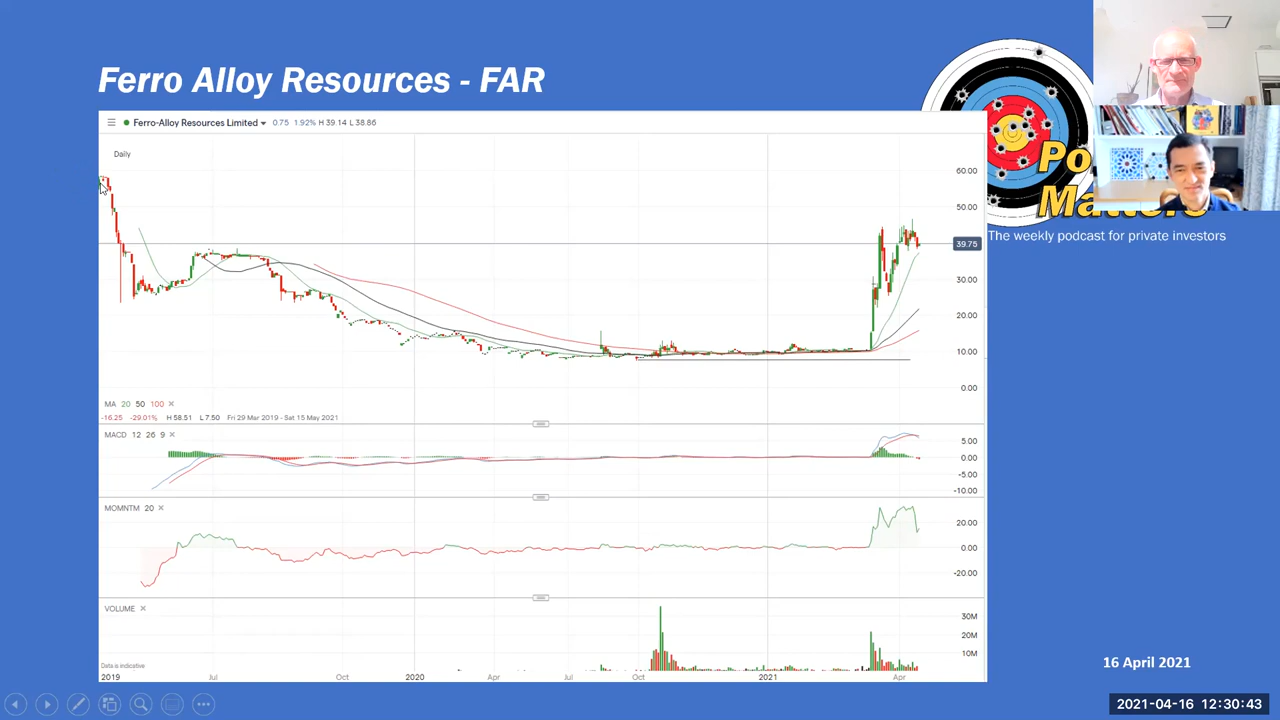 Ferro Alloy Resources - FAR
Ferro-Alloy Resources Limited 0.75 1.92% H 39.14 L 38.86
Daily
60.00
50.00
39.75
30.00
20.00
10.00
0.00
MA 20 50 100
-16.25 -29.01% H 58.51 L 7.50 Fri 29 Mar 2019 - Sat 15 May 2021
MACD 12 26 9
5.00
0.00
-5.00
-10.00
MOMNTM 20
20.00
0.00
-20.00
VOLUME
30M
20M
10M
Data is indicative
2019 Jul Oct 2020 Apr Jul Oct 2021 Apr
The weekly podcast for private investors
16 April 2021
2021-04-16 12:30:43